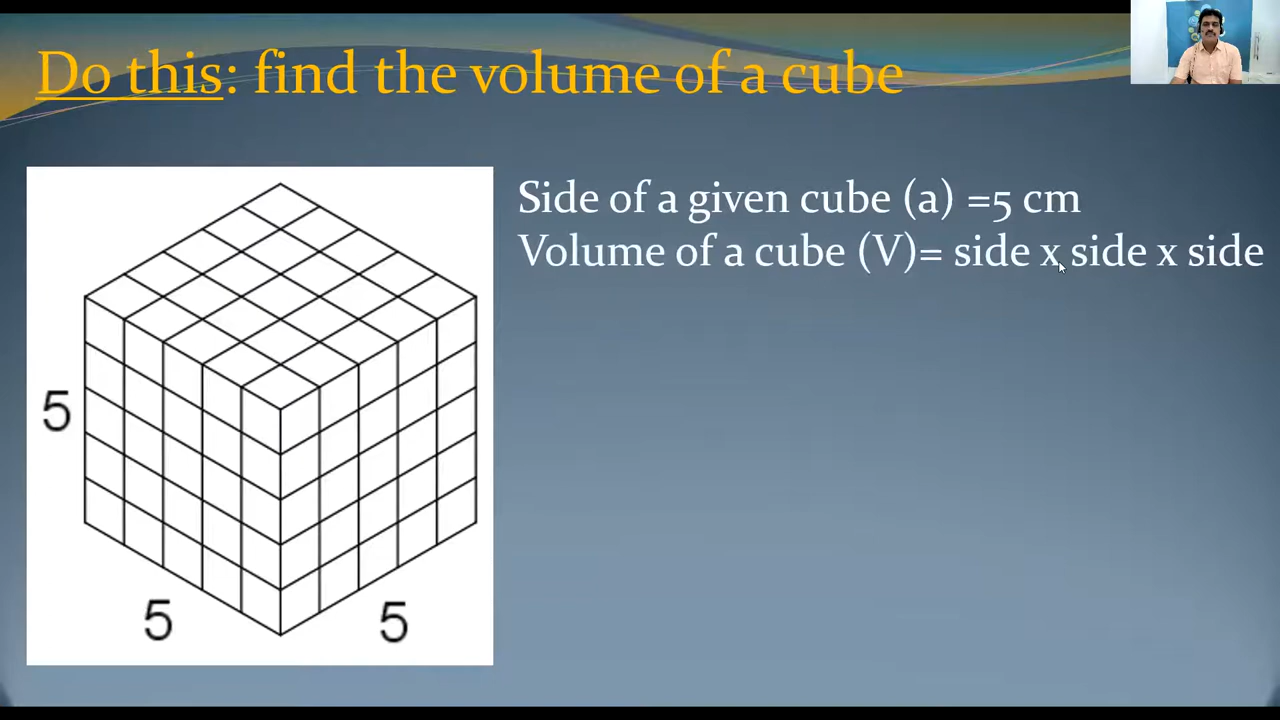 Do this: find the volume of a cube
Side of a given cube (a) =5 cm
Volume of a cube (V)= side x side x side
5
5
5